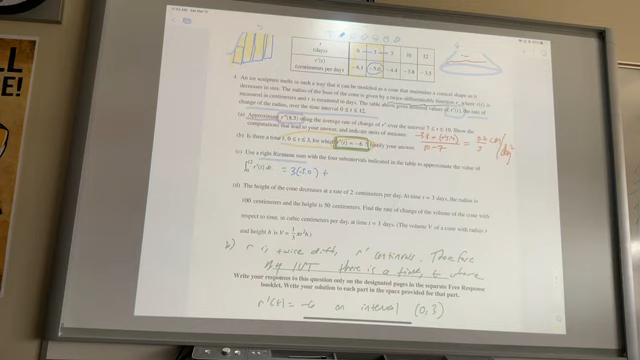 t
(days)
0
3
7
10
12
r'(t)
(centimeters per day)
-6.1
-5.0
-4.4
-3.8
-3.5
4. An ice sculpture melts in such a way that it can be modeled as a cone that maintains a conical shape as it
decreases in size. The radius of the base of the cone is given by a twice-differentiable function r, where r(t) is
measured in centimeters and t is measured in days. The table above gives selected values of r'(t), the rate of
change of the radius, over the time interval 0 ≤ t ≤ 12.
(a) Approximate r''(8.5) using the average rate of change of r' over the interval 7 ≤ t ≤ 10. Show the
computations that lead to your answer, and indicate units of measure.
(b) Is there a time t, 0 ≤ t ≤ 3, for which r'(t) = -6 ? Justify your answer.
(c) Use a right Riemann sum with the four subintervals indicated in the table to approximate the value of
∫₀¹² r'(t) dt. = 3(-5.0) +
(d) The height of the cone decreases at a rate of 2 centimeters per day. At time t = 3 days, the radius is
100 centimeters and the height is 50 centimeters. Find the rate of change of the volume of the cone with
respect to time, in cubic centimeters per day, at time t = 3 days. (The volume V of a cone with radius r
and height h is V = 1/3 πr²h.)
b) r is twice diff, r' continuous. Therefore
By IVT there is a time, t where
Write your responses to this question only on the designated pages in the separate Free Response
booklet. Write your solution to each part in the space provided for that part.
r'(t) = -6 on interval (0,3)